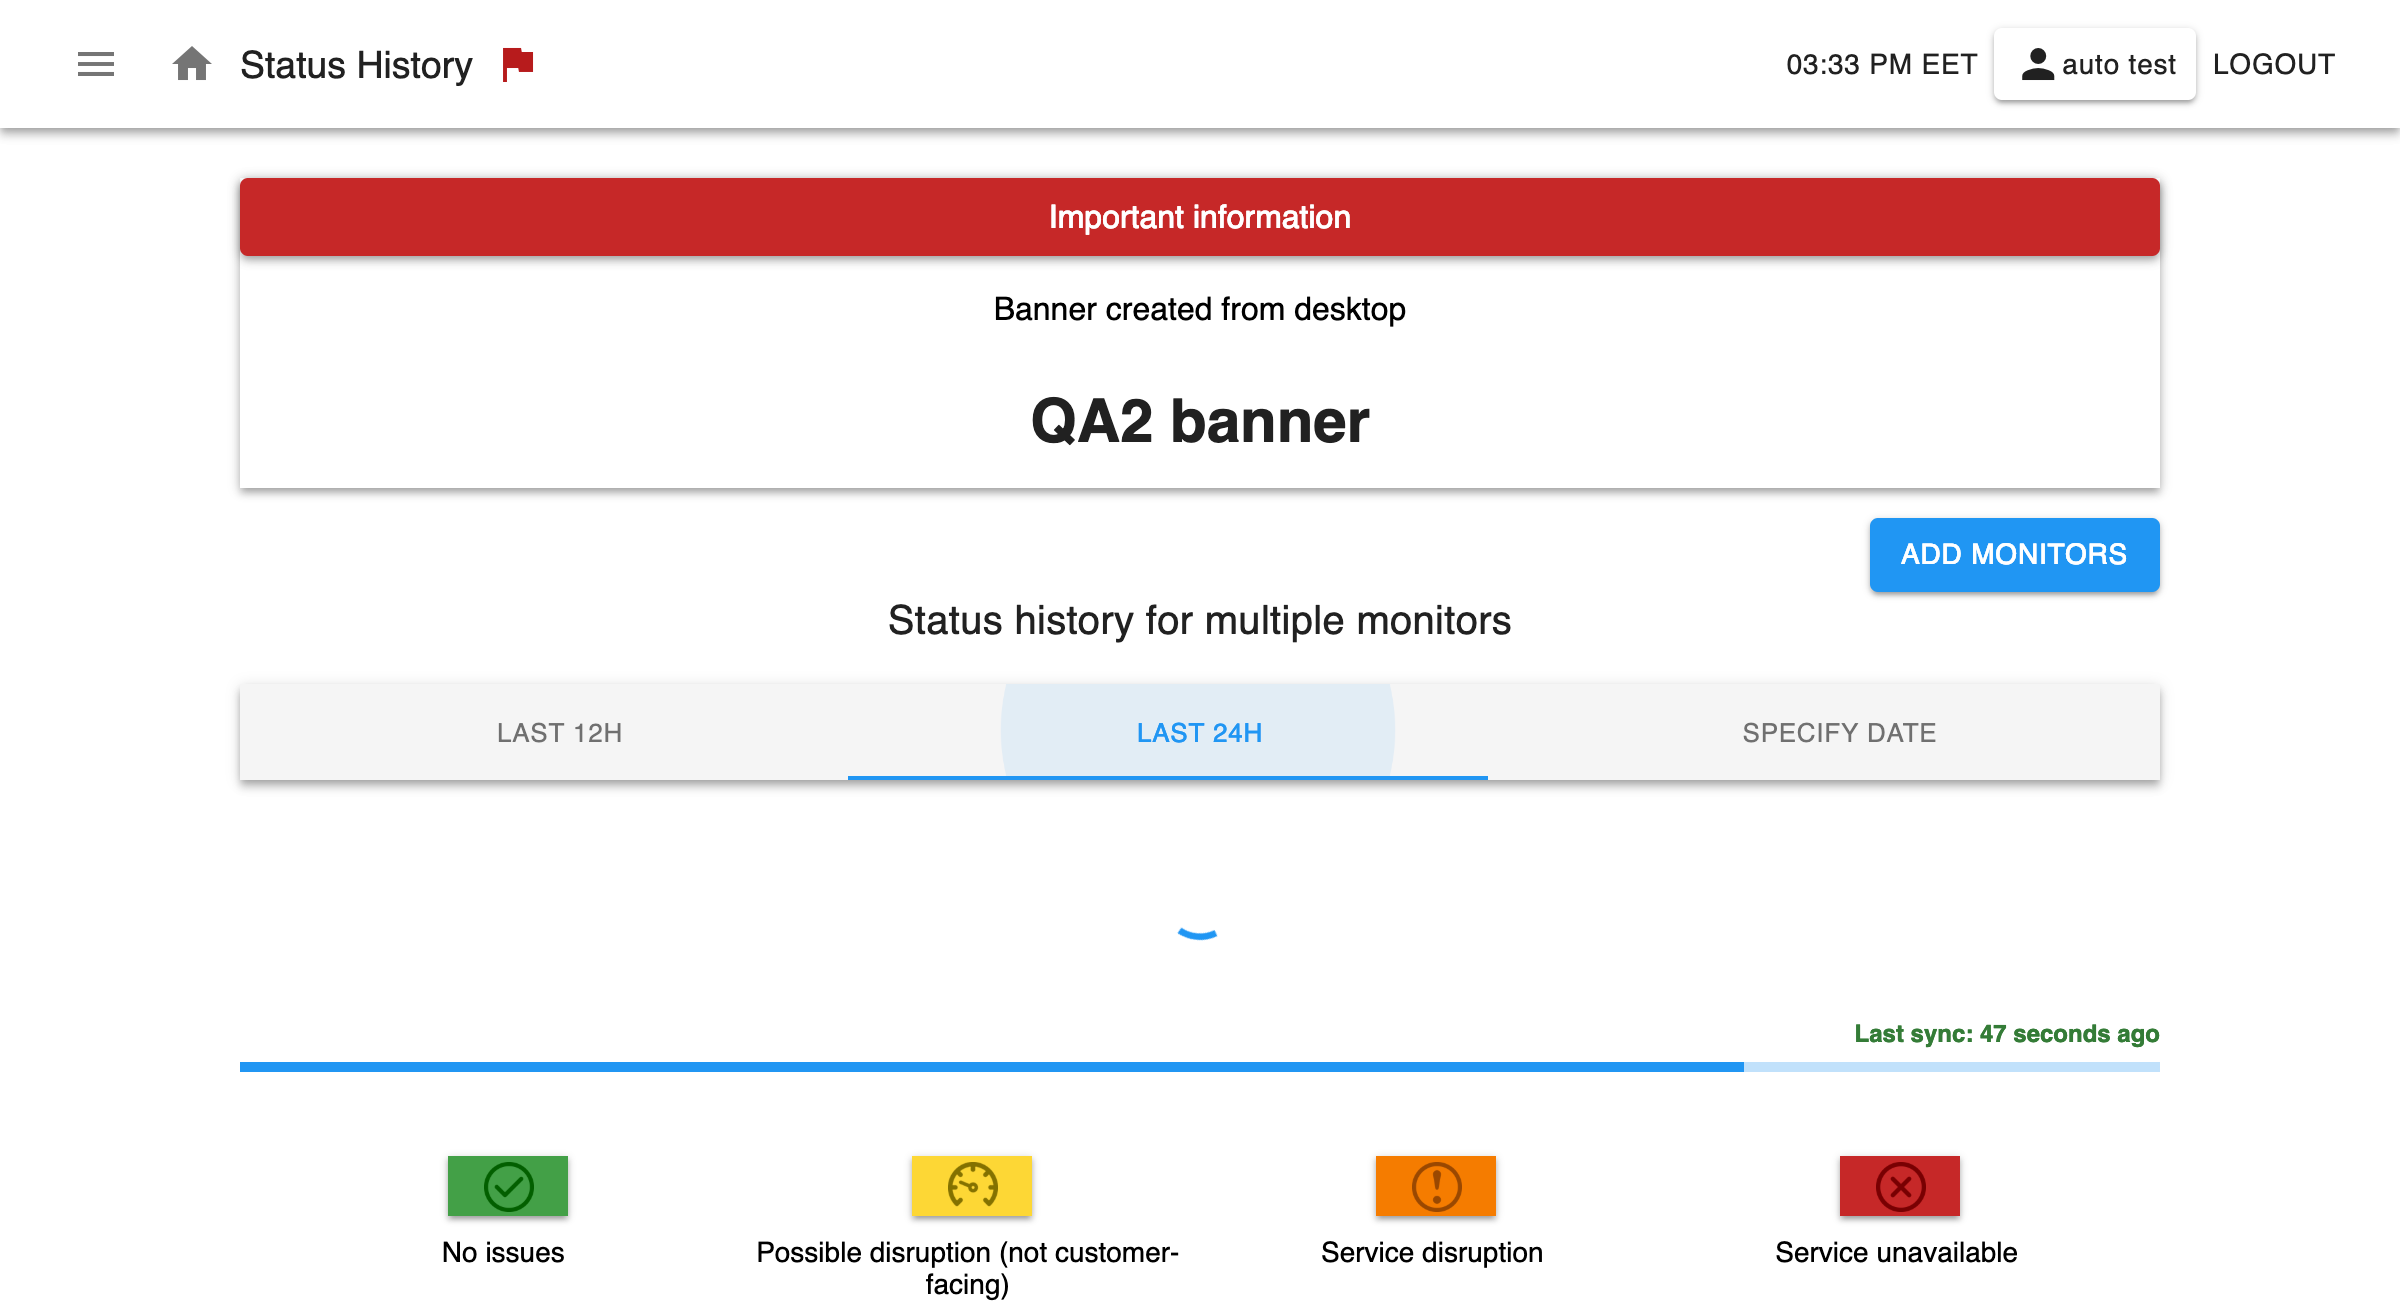 Status History
03:33 PM EET
auto test
LOGOUT
Important information
Banner created from desktop
QA2 banner
ADD MONITORS
Status history for multiple monitors
LAST 12H
LAST 24H
SPECIFY DATE
Last sync: 47 seconds ago
No issues
Possible disruption (not customer-
facing)
Service disruption
Service unavailable